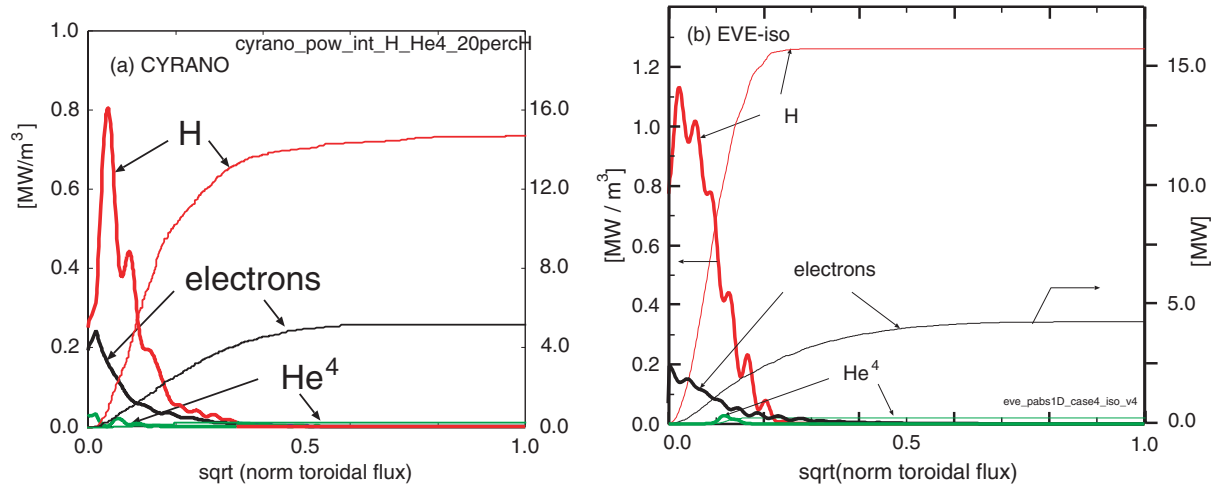 cyrano_pow_int_H_He4_20percH
(a) CYRANO
1.0
0.8
0.6
0.4
0.2
0.0
[MW/m³]
H
electrons
He⁴
16.0
12.0
8.0
4.0
0.0
0.0
0.5
1.0
sqrt (norm toroidal flux)
(b) EVE-iso
1.2
1.0
0.8
0.6
0.4
0.2
0.0
[MW / m³]
H
electrons
He⁴
eve_pabs1D_case4_iso_v4
15.0
10.0
5.0
0.0
[MW]
0.0
0.2
0.5
1.0
sqrt(norm toroidal flux)